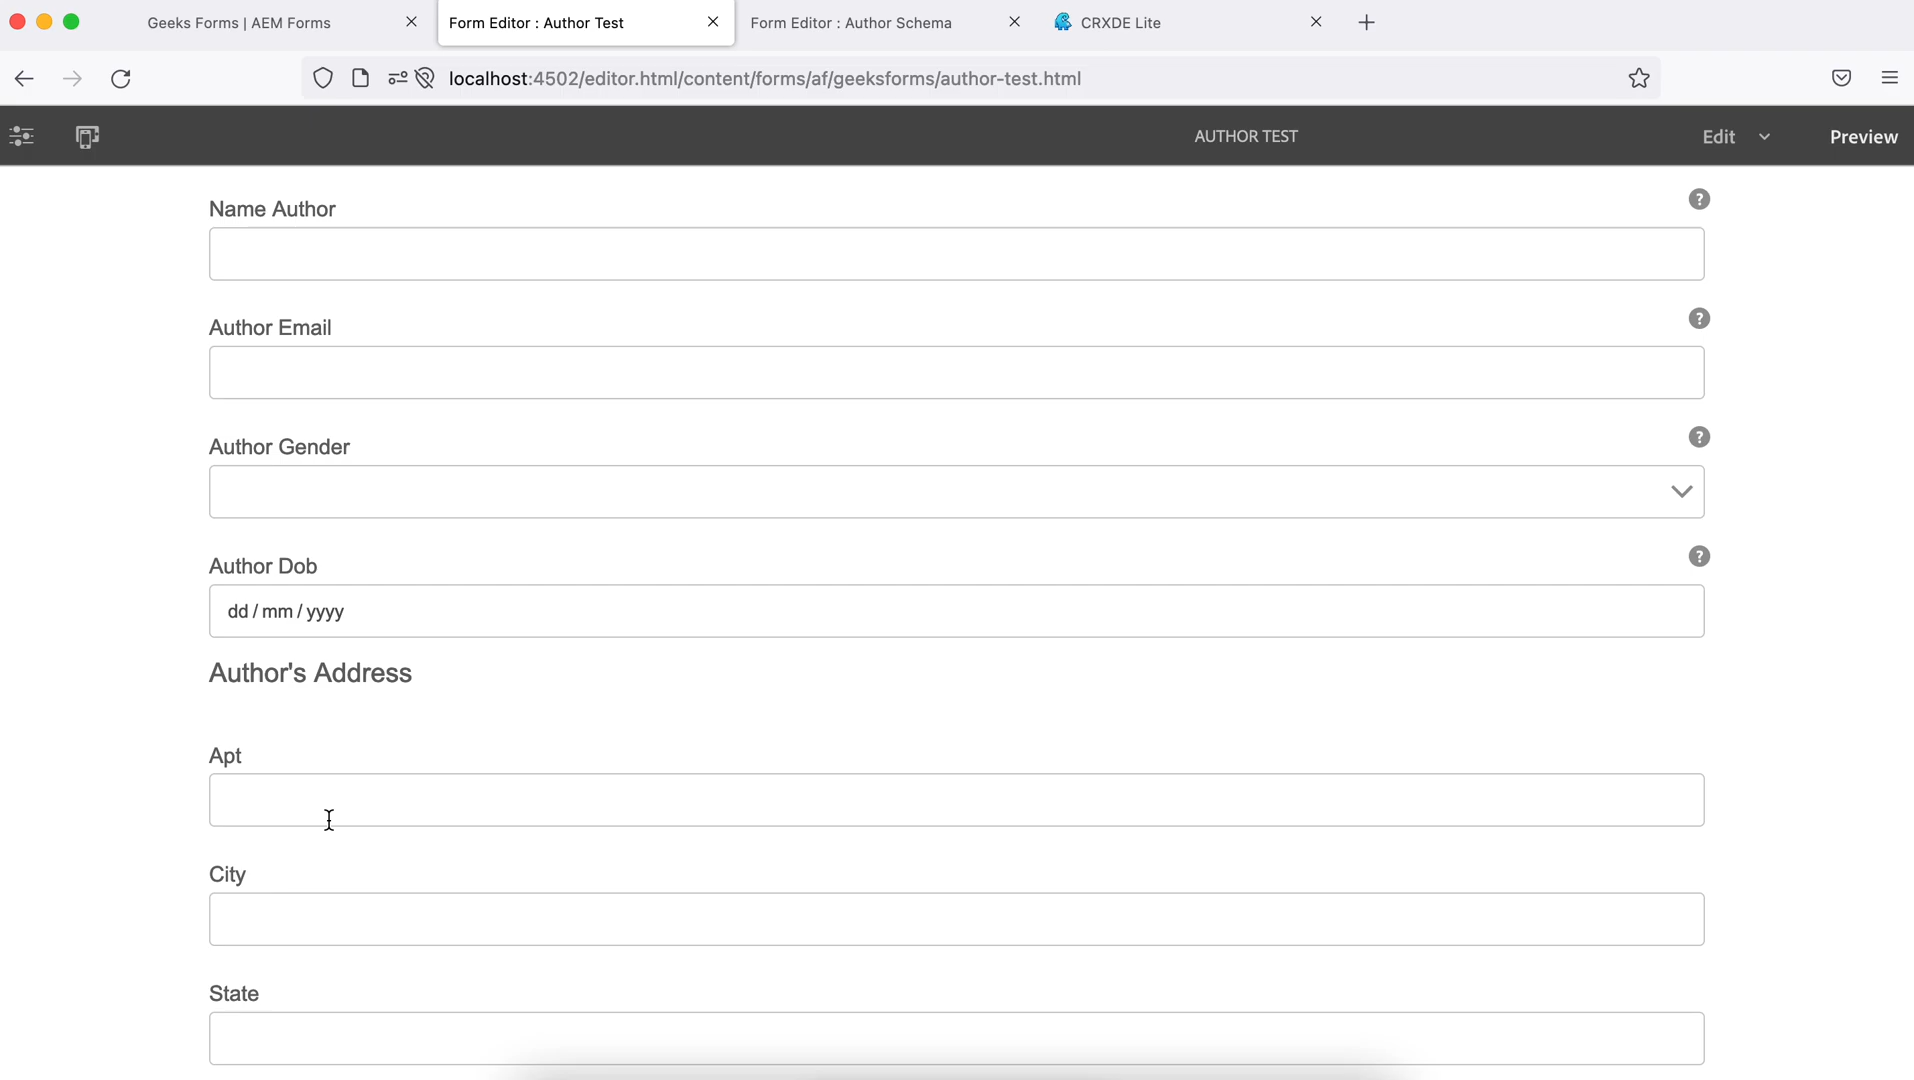 Geeks Forms | AEM Forms
Form Editor : Author Test
Form Editor : Author Schema
CRXDE Lite
localhost:4502/editor.html/content/forms/af/geeksforms/author-test.html
AUTHOR TEST
Edit
Preview
Name Author
?
Author Email
?
Author Gender
?
Author Dob
?
dd / mm / yyyy
Author's Address
Apt
City
State